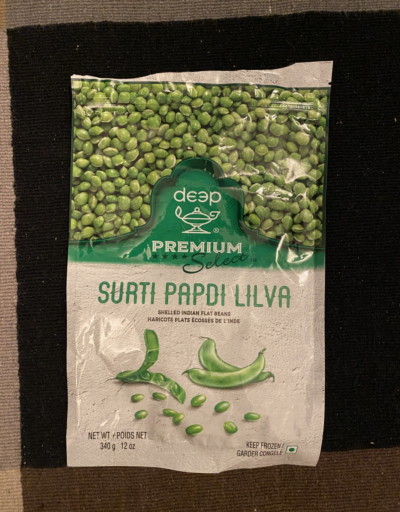 deep
®
PREMIUM
Select
SURTI PAPDI LILVA
SHELLED INDIAN FLAT BEANS
HARICOTS PLATS ÉCOSSÉS DE L'INDE
NET WT / POIDS NET
340 g 12 oz
KEEP FROZEN /
GARDER CONGELÉ